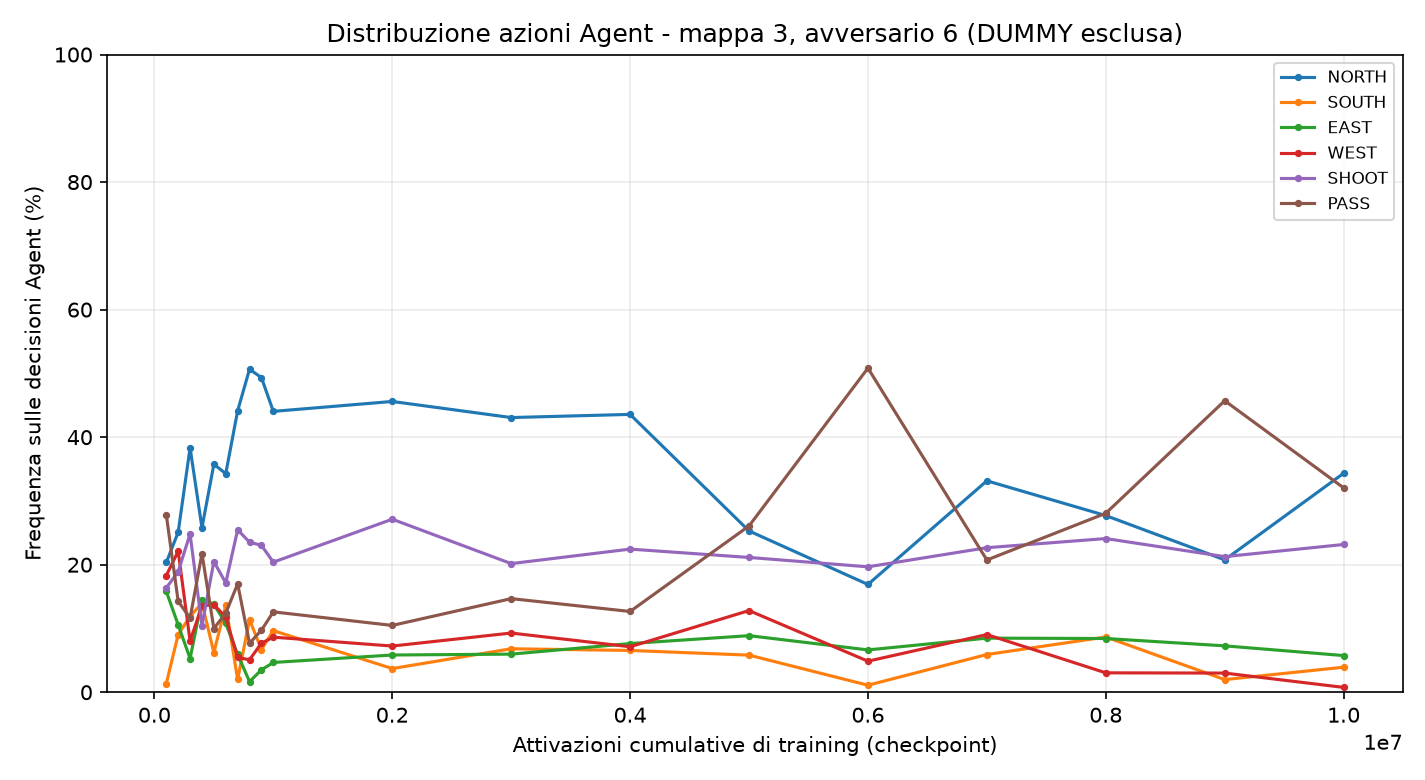 Distribuzione azioni Agent - mappa 3, avversario 6 (DUMMY esclusa)
Frequenza sulle decisioni Agent (%)
100
80
60
40
20
0
NORTH
SOUTH
EAST
WEST
SHOOT
PASS
0.0
0.2
0.4
0.6
0.8
1.0
1e7
Attivazioni cumulative di training (checkpoint)